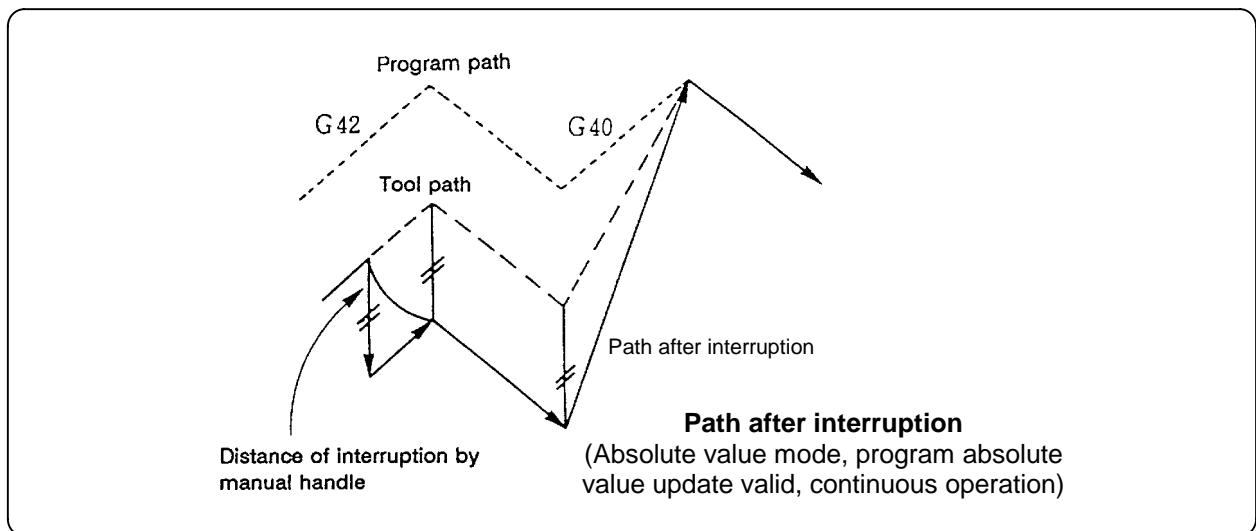 Program path
G42
G40
Tool path
Path after interruption
Distance of interruption by
manual handle
Path after interruption
(Absolute value mode, program absolute
value update valid, continuous operation)